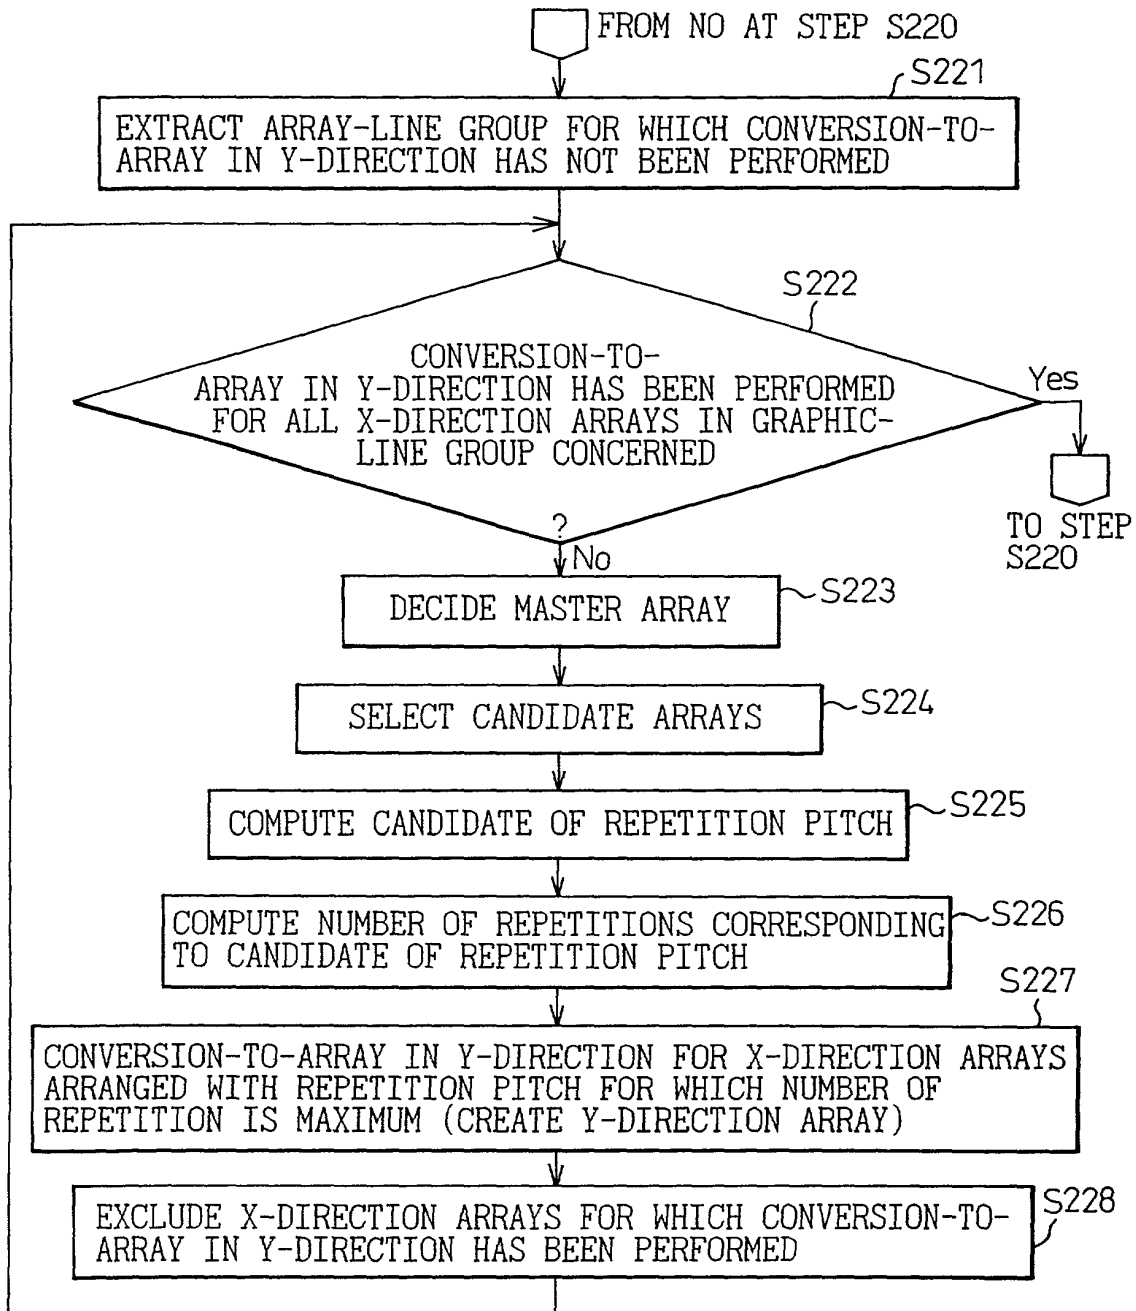 FROM NO AT STEP S220
S221
EXTRACT ARRAY-LINE GROUP FOR WHICH CONVERSION-TO-
ARRAY IN Y-DIRECTION HAS NOT BEEN PERFORMED
S222
CONVERSION-TO-
ARRAY IN Y-DIRECTION HAS BEEN PERFORMED
FOR ALL X-DIRECTION ARRAYS IN GRAPHIC-
LINE GROUP CONCERNED
?
Yes
TO STEP
S220
No
DECIDE MASTER ARRAY
S223
SELECT CANDIDATE ARRAYS
S224
COMPUTE CANDIDATE OF REPETITION PITCH
S225
COMPUTE NUMBER OF REPETITIONS CORRESPONDING
TO CANDIDATE OF REPETITION PITCH
S226
S227
CONVERSION-TO-ARRAY IN Y-DIRECTION FOR X-DIRECTION ARRAYS
ARRANGED WITH REPETITION PITCH FOR WHICH NUMBER OF
REPETITION IS MAXIMUM (CREATE Y-DIRECTION ARRAY)
S228
EXCLUDE X-DIRECTION ARRAYS FOR WHICH CONVERSION-TO-
ARRAY IN Y-DIRECTION HAS BEEN PERFORMED